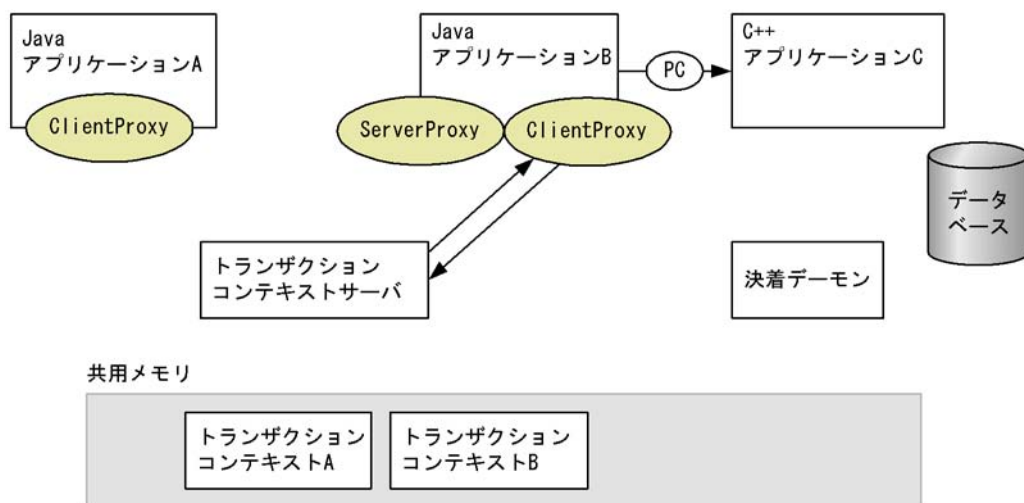 Java
アプリケーションA
ClientProxy
Java
アプリケーションB
ServerProxy
ClientProxy
PC
C++
アプリケーションC
データ
ベース
トランザクション
コンテキストサーバ
決着デーモン
共用メモリ
トランザクション
コンテキストA
トランザクション
コンテキストB